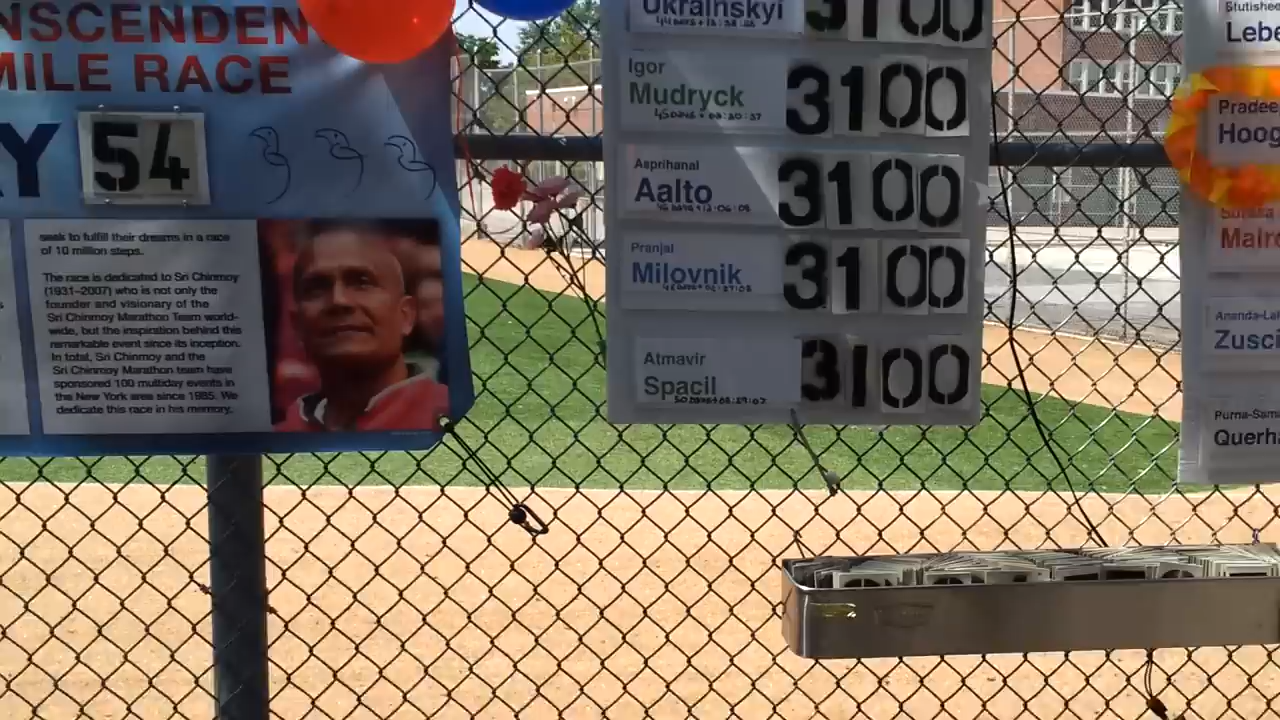 NSCENDEN
MILE RACE
Y 54
seek to fulfill their dreams in a race
of 10 million steps.
The race is dedicated to Sri Chinmoy
(1931–2007) who is not only the
founder and visionary of the
Sri Chinmoy Marathon Team world-
wide, but the inspiration behind this
remarkable event since its inception.
In total, Sri Chinmoy and the
Sri Chinmoy Marathon team have
sponsored 100 multiday events in
the New York area since 1985. We
dedicate this race in his memory.
Ukrainskyi 3100
Igor
Mudryck 3100
Asprihanal
Aalto 3100
Pranjal
Milovnik 3100
Atmavir
Spacil 3100
Stutishee
Lebe
Pradee
Hoog
Zusci
Purna-Sam
Querha